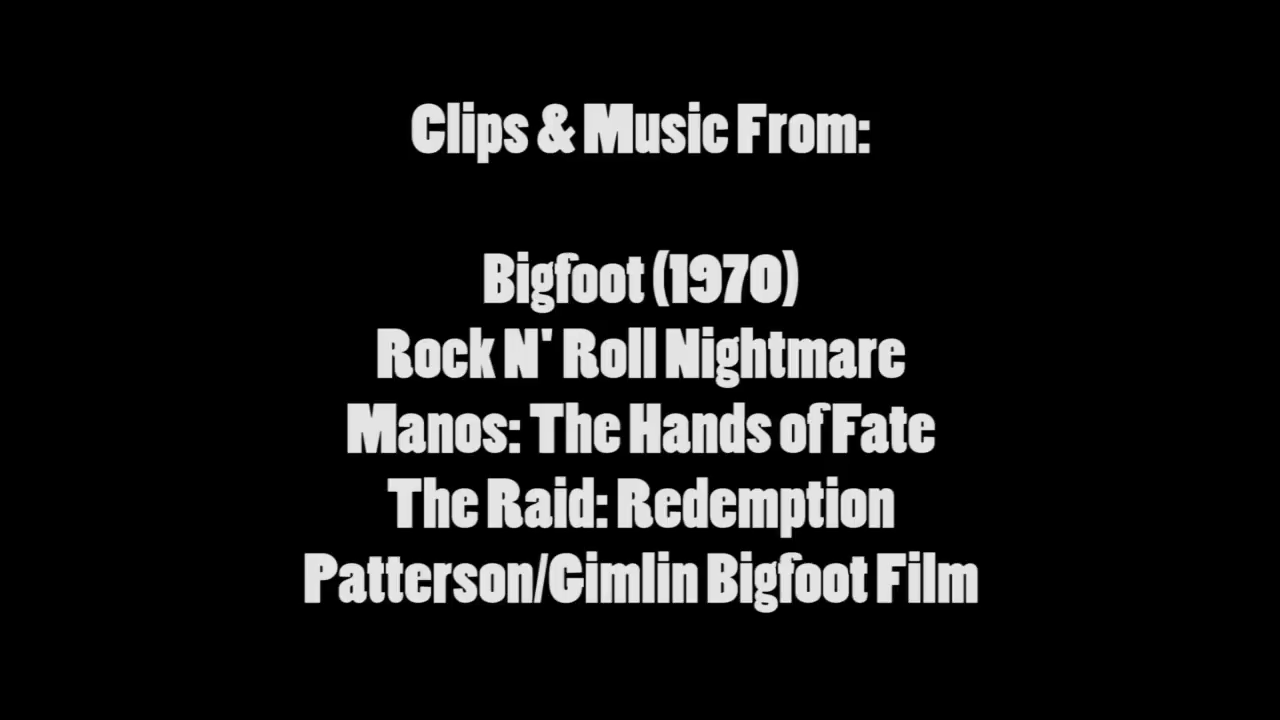 Clips & Music From:
Bigfoot (1970)
Rock N' Roll Nightmare
Manos: The Hands of Fate
The Raid: Redemption
Patterson/Gimlin Bigfoot Film